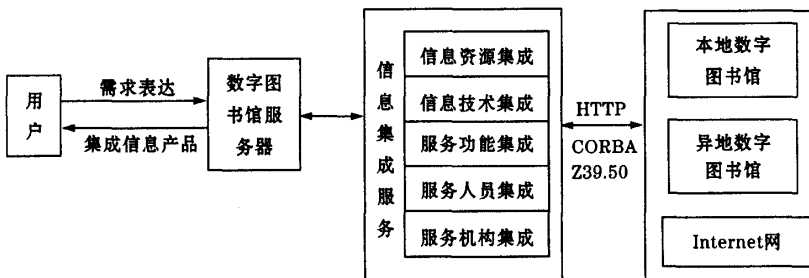 用户
需求表达
集成信息产品
数字图
书馆服
务器
信息集成服务
信息资源集成
信息技术集成
服务功能集成
服务人员集成
服务机构集成
HTTP
CORBA
Z39.50
本地数字
图书馆
异地数字
图书馆
Internet网